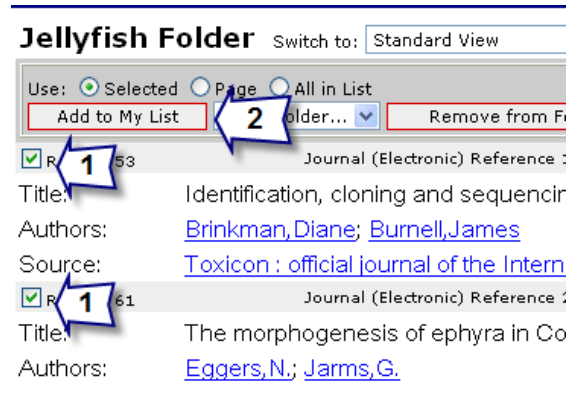 Jellyfish Folder Switch to: Standard View
Use: Selected Page All in List
Add to My List 2 older... Remove from F
1 53 Journal (Electronic) Reference
Title: Identification, cloning and sequencin
Authors: Brinkman,Diane; Burnell,James
Source: Toxicon : official journal of the Intern
1 61 Journal (Electronic) Reference 2
Title: The morphogenesis of ephyra in Co
Authors: Eggers,N.; Jarms,G.